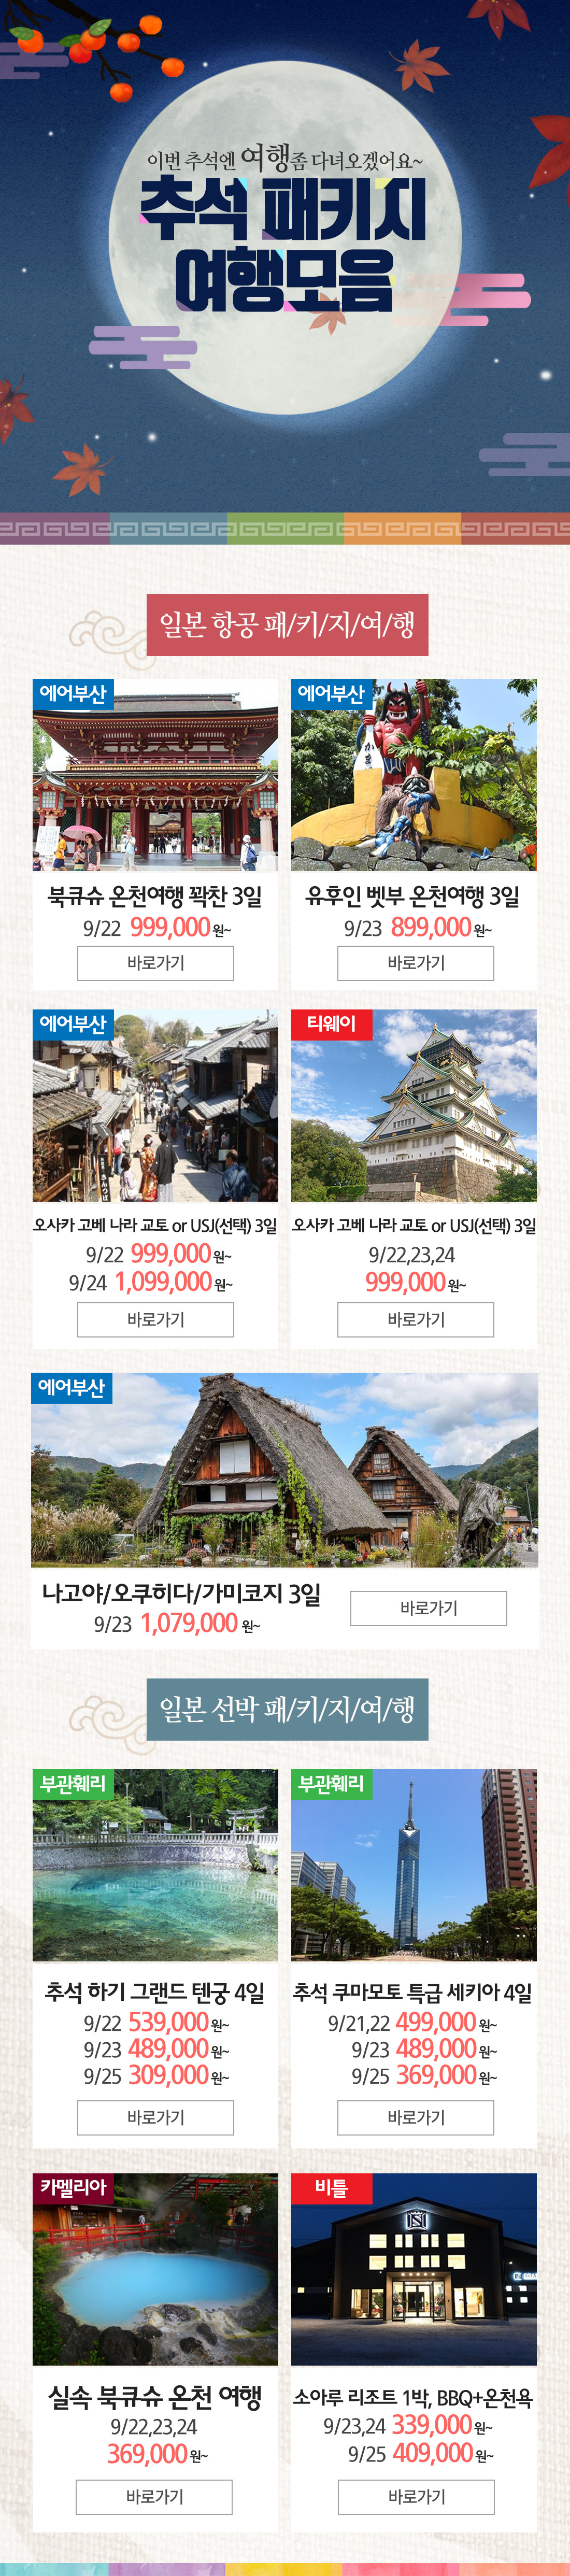 이번 추석엔 여행좀 다녀오겠어요~
추석 패키지
여행모음
일본 항공 패/키/지/여/행
에어부산
북큐슈 온천여행 꽉찬 3일
9/22 999,000원~
바로가기
에어부산
유후인 벳부 온천여행 3일
9/23 899,000원~
바로가기
에어부산
오사카 고베 나라 교토 or USJ(선택) 3일
9/22 999,000원~
9/24 1,099,000원~
바로가기
티웨이
오사카 고베 나라 교토 or USJ(선택) 3일
9/22,23,24
999,000원~
바로가기
에어부산
나고야/오쿠히다/가미코지 3일
9/23 1,079,000원~
바로가기
일본 선박 패/키/지/여/행
부관훼리
추석 하기 그랜드 텐궁 4일
9/22 539,000원~
9/23 489,000원~
9/25 309,000원~
바로가기
부관훼리
추석 쿠마모토 특급 세키아 4일
9/21,22 499,000원~
9/23 489,000원~
9/25 369,000원~
바로가기
카멜리아
실속 북큐슈 온천 여행
9/22,23,24
369,000원~
바로가기
비틀
소아루 리조트 1박, BBQ+온천욕
9/23,24 339,000원~
9/25 409,000원~
바로가기